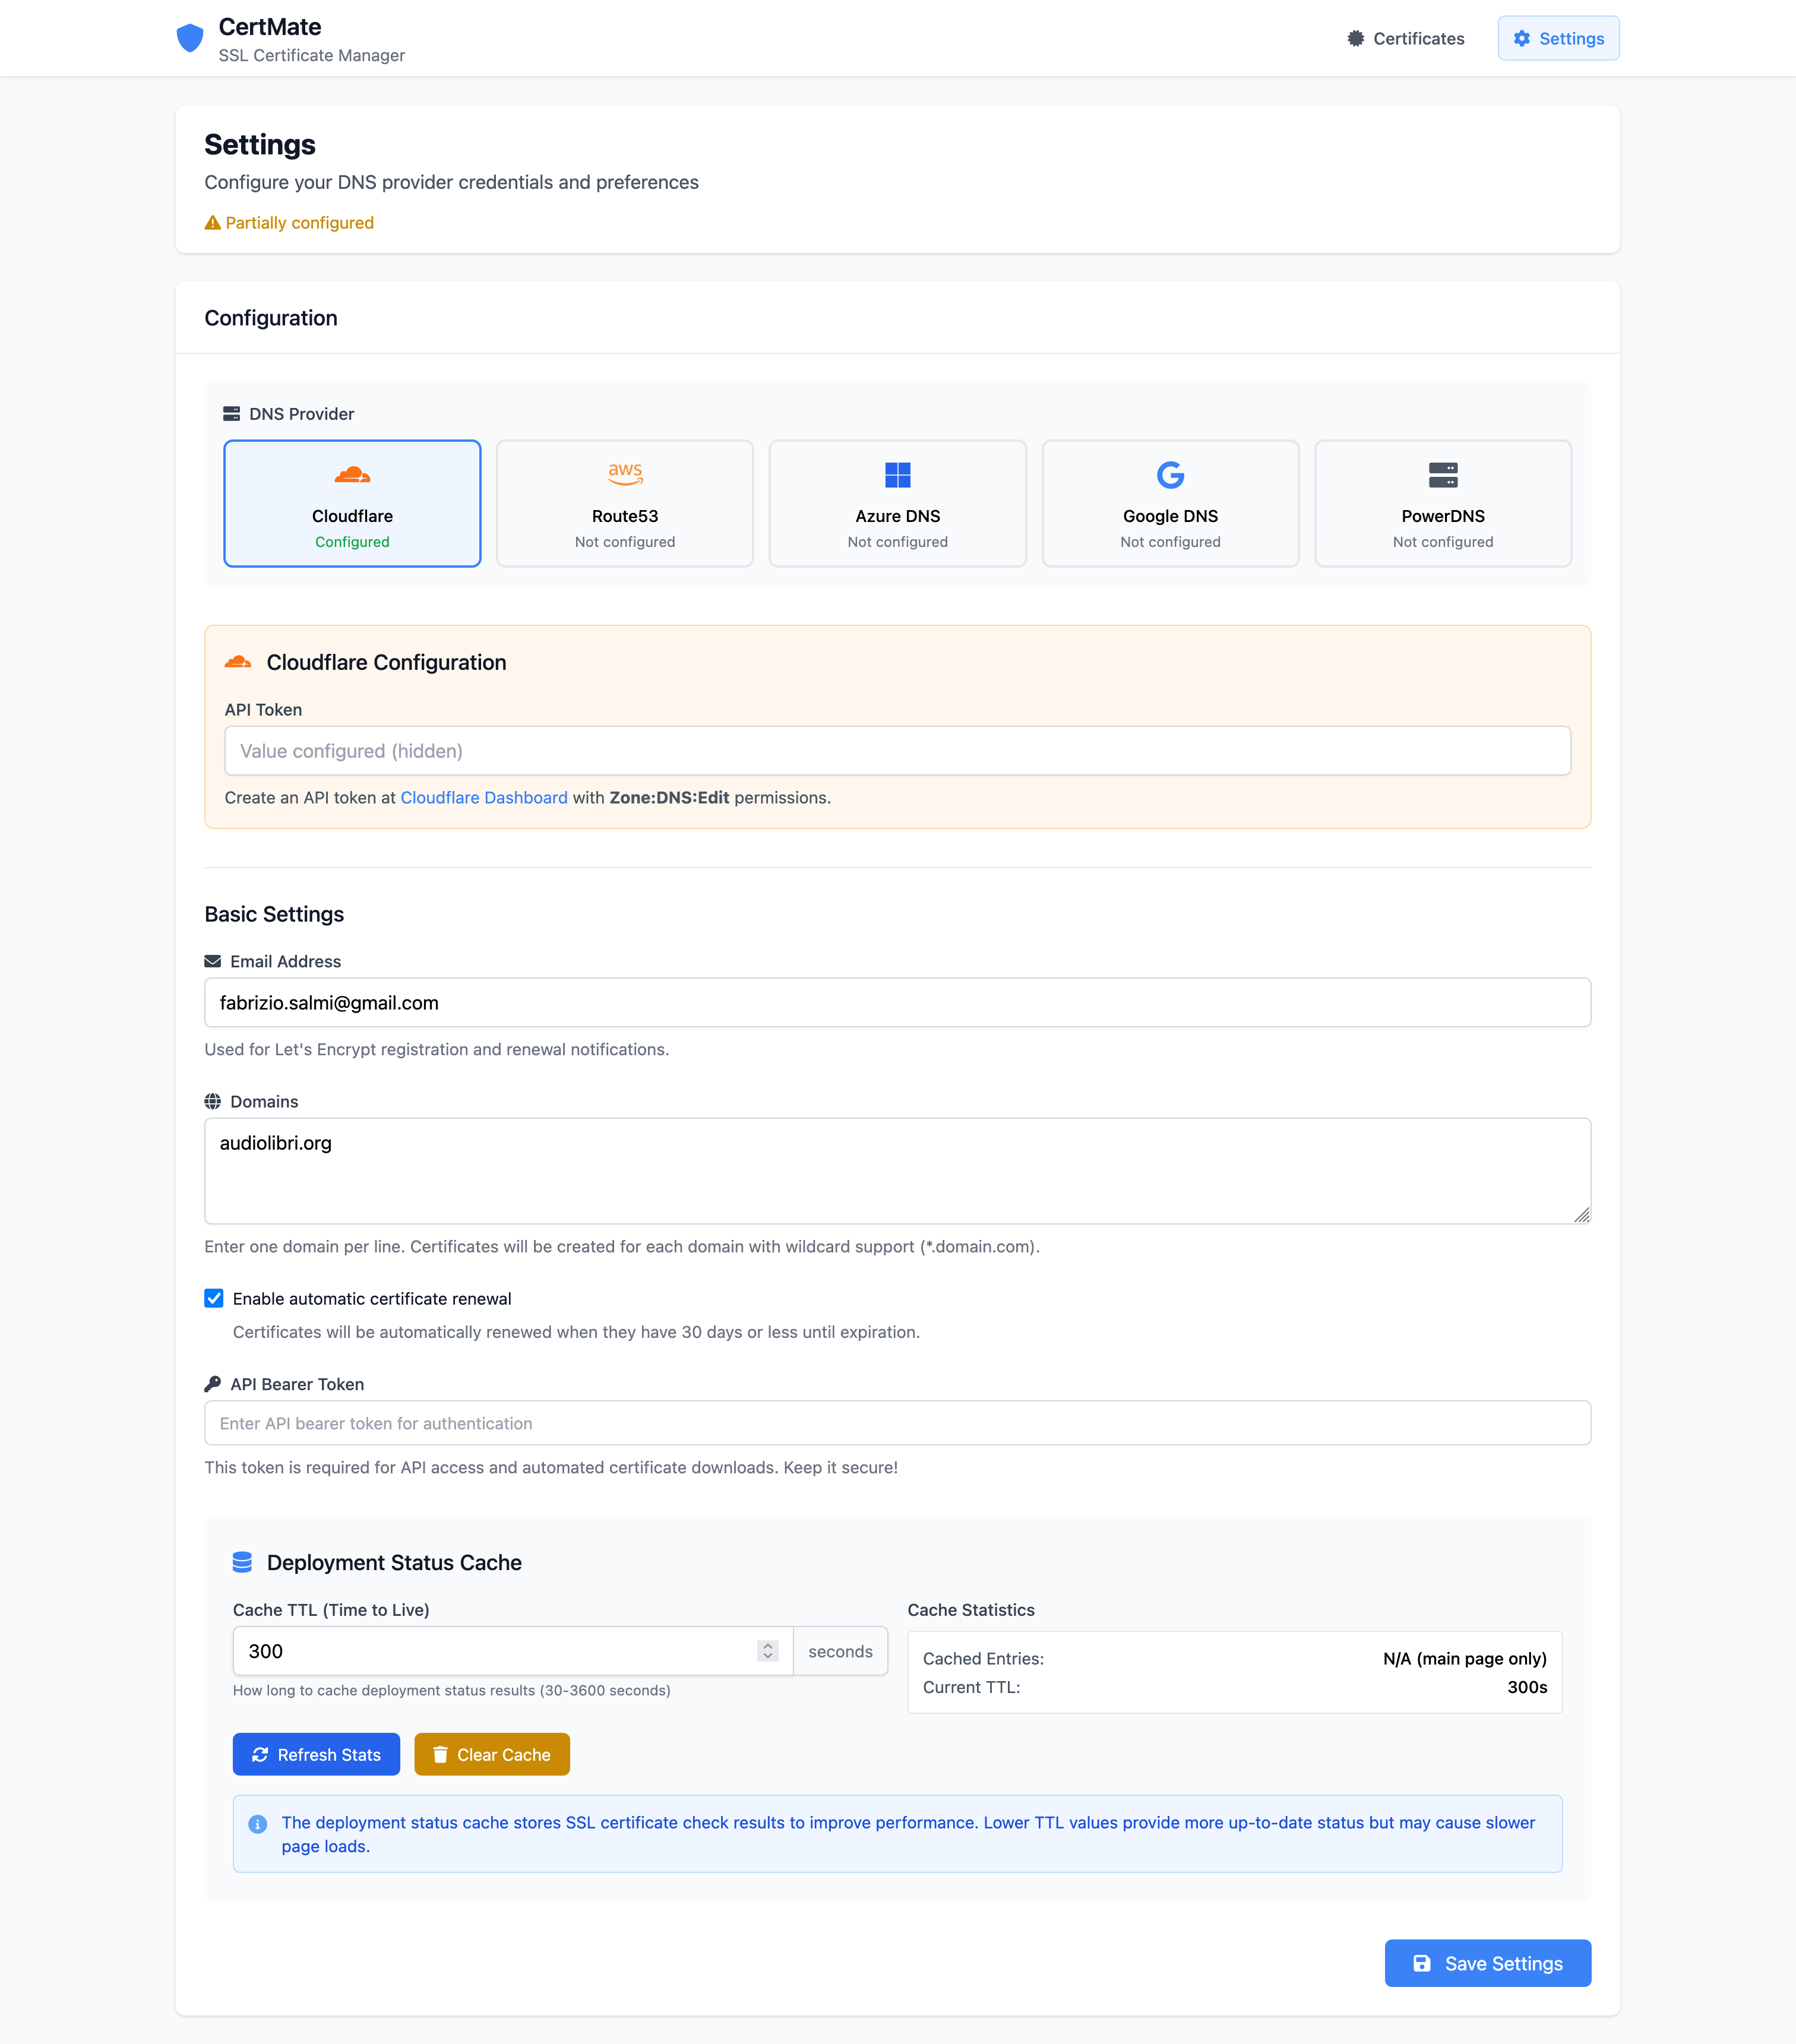 CertMate
SSL Certificate Manager
Certificates
Settings
Settings
Configure your DNS provider credentials and preferences
Partially configured
Configuration
DNS Provider
Cloudflare
Configured
aws
Route53
Not configured
Azure DNS
Not configured
Google DNS
Not configured
PowerDNS
Not configured
Cloudflare Configuration
API Token
Value configured (hidden)
Create an API token at Cloudflare Dashboard with Zone:DNS:Edit permissions.
Basic Settings
Email Address
fabrizio.salmi@gmail.com
Used for Let's Encrypt registration and renewal notifications.
Domains
audiolibri.org
Enter one domain per line. Certificates will be created for each domain with wildcard support (*.domain.com).
Enable automatic certificate renewal
Certificates will be automatically renewed when they have 30 days or less until expiration.
API Bearer Token
Enter API bearer token for authentication
This token is required for API access and automated certificate downloads. Keep it secure!
Deployment Status Cache
Cache TTL (Time to Live)
300 seconds
How long to cache deployment status results (30-3600 seconds)
Cache Statistics
Cached Entries: N/A (main page only)
Current TTL: 300s
Refresh Stats
Clear Cache
The deployment status cache stores SSL certificate check results to improve performance. Lower TTL values provide more up-to-date status but may cause slower
page loads.
Save Settings